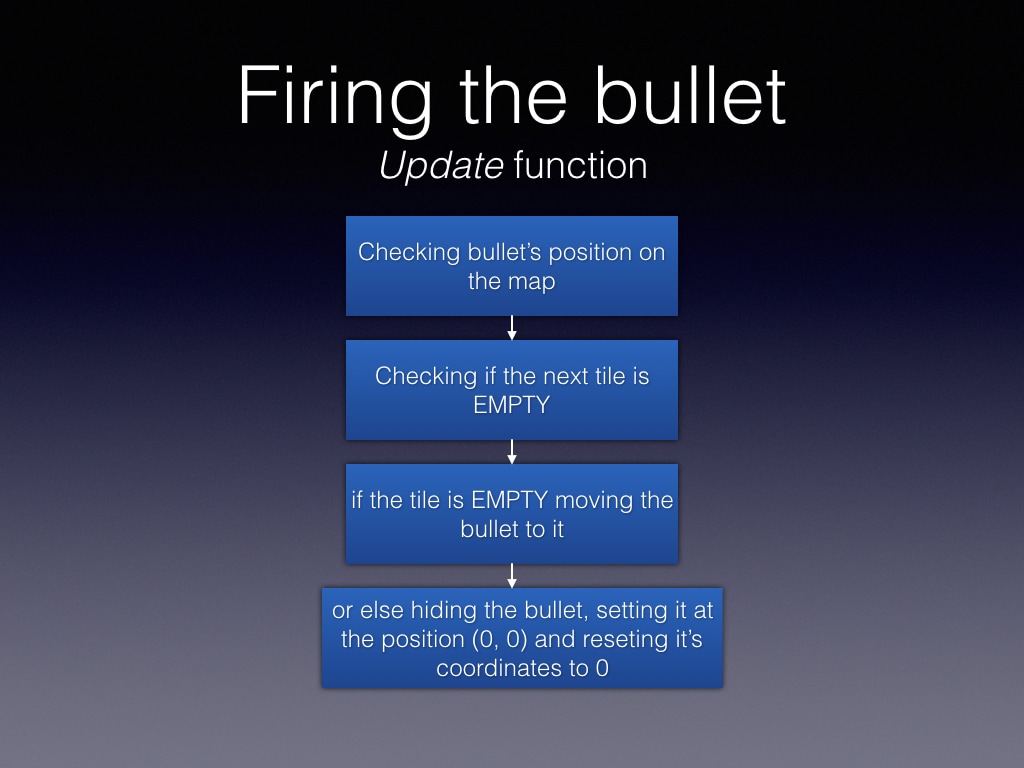 Firing the bullet
Update function
Checking bullet’s position on
the map
Checking if the next tile is
EMPTY
if the tile is EMPTY moving the
bullet to it
or else hiding the bullet, setting it at
the position (0, 0) and reseting it’s
coordinates to 0